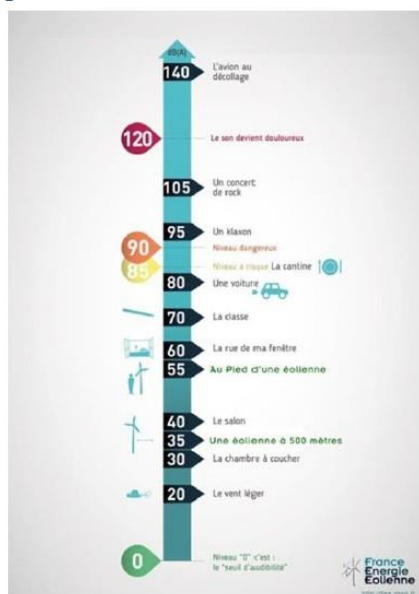 dB(A)
140 L'avion au
décollage
120 Le son devient douloureux
105 Un concert
de rock
95 Un klaxon
90 Niveau dangereux
85 Niveau à risque La cantine
80 Une voiture
70 La classe
60 La rue de ma fenêtre
55 Au Pied d'une éolienne
40 Le salon
35 Une éolienne à 500 mètres
30 La chambre à coucher
20 Le vent léger
0 Niveau "0" c'est :
le "seuil d'audibilité"
France
Energie
Eolienne